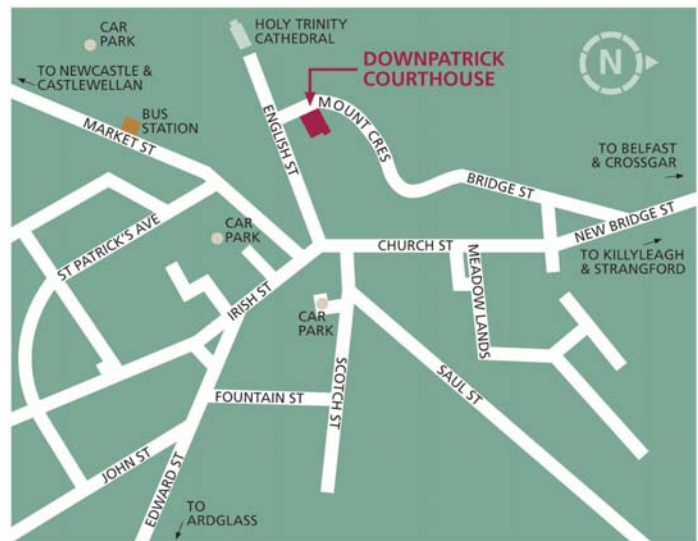 CAR
PARK
HOLY TRINITY
CATHEDRAL
DOWNPATRICK
COURTHOUSE
N
TO NEWCASTLE &
CASTLEWELLAN
BUS
STATION
MARKET ST
ENGLISH ST
MOUNT CRES
TO BELFAST
& CROSSGAR
BRIDGE ST
NEW BRIDGE ST
ST PATRICK'S AVE
CAR
PARK
CHURCH ST
TO KILLYLEAGH
& STRANGFORD
MEADOW LANDS
IRISH ST
CAR
PARK
SCOTCH ST
SAUL ST
FOUNTAIN ST
JOHN ST
EDWARD ST
TO
ARDGLASS